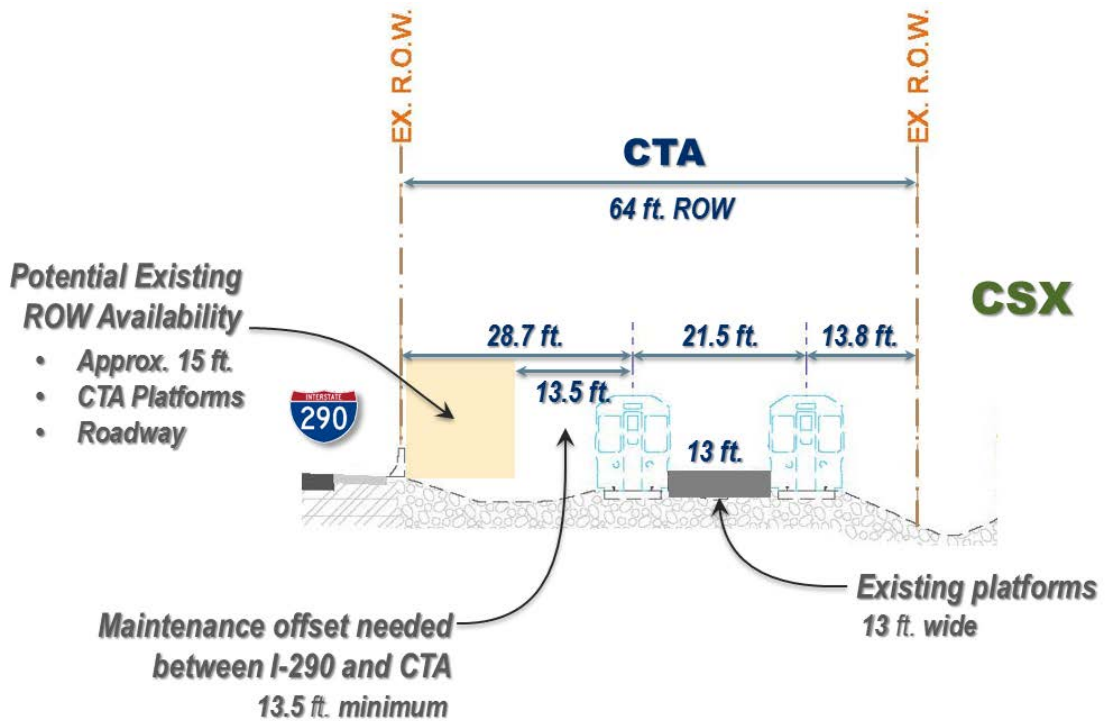 EX. R.O.W.
EX. R.O.W.
CTA
64 ft. ROW
Potential Existing
ROW Availability
• Approx. 15 ft.
• CTA Platforms
• Roadway
CSX
28.7 ft.
21.5 ft.
13.8 ft.
13.5 ft.
INTERSTATE
290
13 ft.
Existing platforms
13 ft. wide
Maintenance offset needed
between I-290 and CTA
13.5 ft. minimum